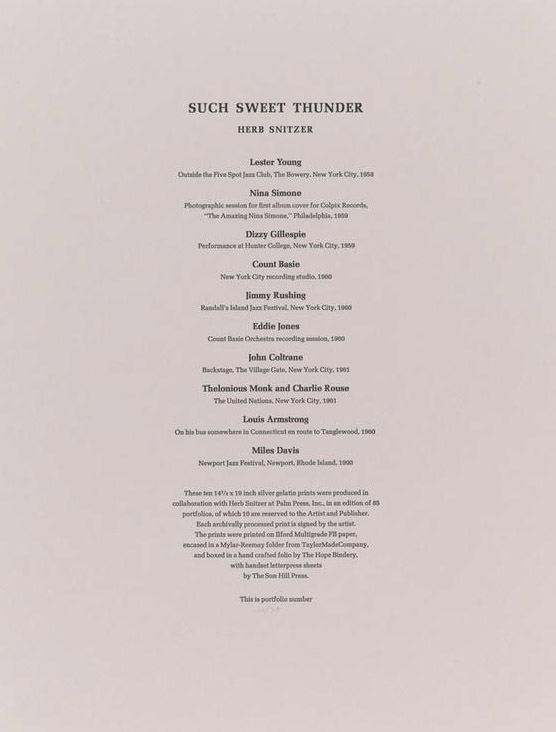 SUCH SWEET THUNDER
HERB SNITZER
Lester Young
Outside the Five Spot Jazz Club, The Bowery, New York City, 1958
Nina Simone
Photographic session for first album cover for Colpix Records,
"The Amazing Nina Simone," Philadelphia, 1959
Dizzy Gillespie
Performance at Hunter College, New York City, 1959
Count Basie
New York City recording studio, 1960
Jimmy Rushing
Randall's Island Jazz Festival, New York City, 1960
Eddie Jones
Count Basie Orchestra recording session, 1960
John Coltrane
Backstage, The Village Gate, New York City, 1961
Thelonious Monk and Charlie Rouse
The United Nations, New York City, 1961
Louis Armstrong
On his bus somewhere in Connecticut en route to Tanglewood, 1960
Miles Davis
Newport Jazz Festival, Newport, Rhode Island, 1990
These ten x 19 inch silver gelatin prints were produced in
collaboration with Herb Snitzer at Palm Press, Inc., in an edition of 85
portfolios, of which 10 are reserved to the Artist and Publisher.
Each archivally processed print is signed by the artist.
The prints were printed on Ilford Multigrade FB paper,
encased in a Mylar-Reemay folder from TaylorMadeCompany,
and boxed in a hand crafted folio by The Hope Bindery,
with handset letterpress sheets
by The Sun Hill Press.
This is portfolio number